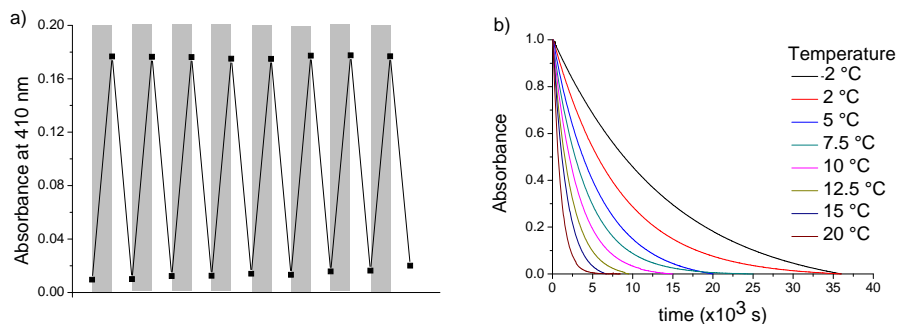 a)
0.20
0.16
0.12
0.08
0.04
0.00
Absorbance at 410 nm
b)
1.0
0.8
0.6
0.4
0.2
0.0
Absorbance
0 5 10 15 20 25 30 35 40
time (x10³ s)
Temperature
-2 °C
2 °C
5 °C
7.5 °C
10 °C
12.5 °C
15 °C
20 °C